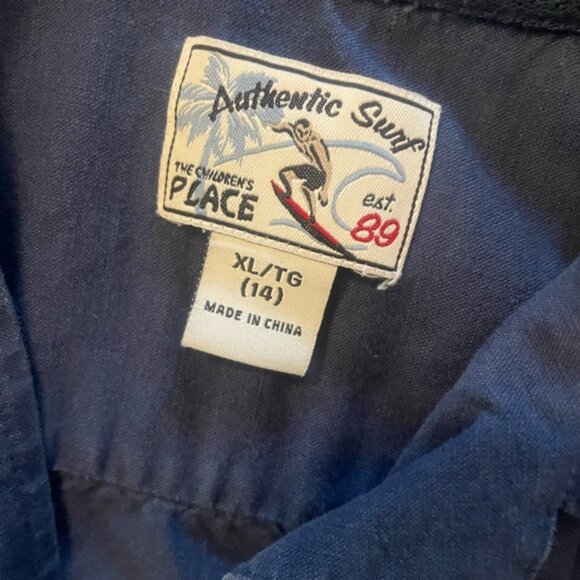 Authentic Surf
THE CHILDREN'S
PLACE
est.
89
XL/TG
(14)
MADE IN CHINA